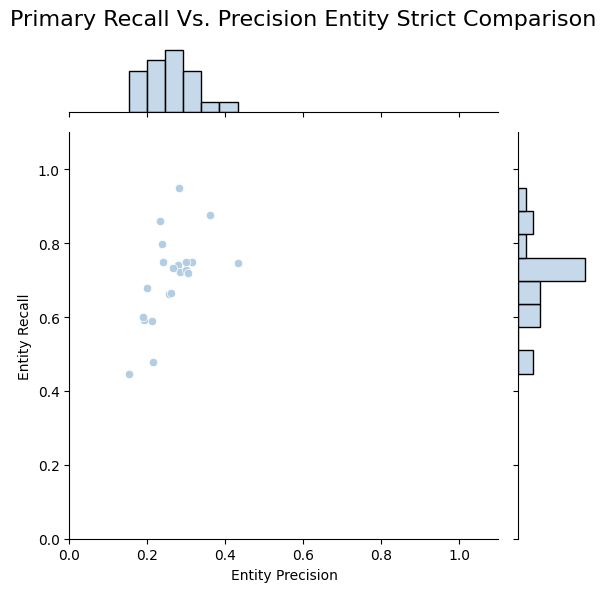 Primary Recall Vs. Precision Entity Strict Comparison
1.0
0.8
0.6
0.4
0.2
0.0
Entity Recall
0.0 0.2 0.4 0.6 0.8 1.0
Entity Precision